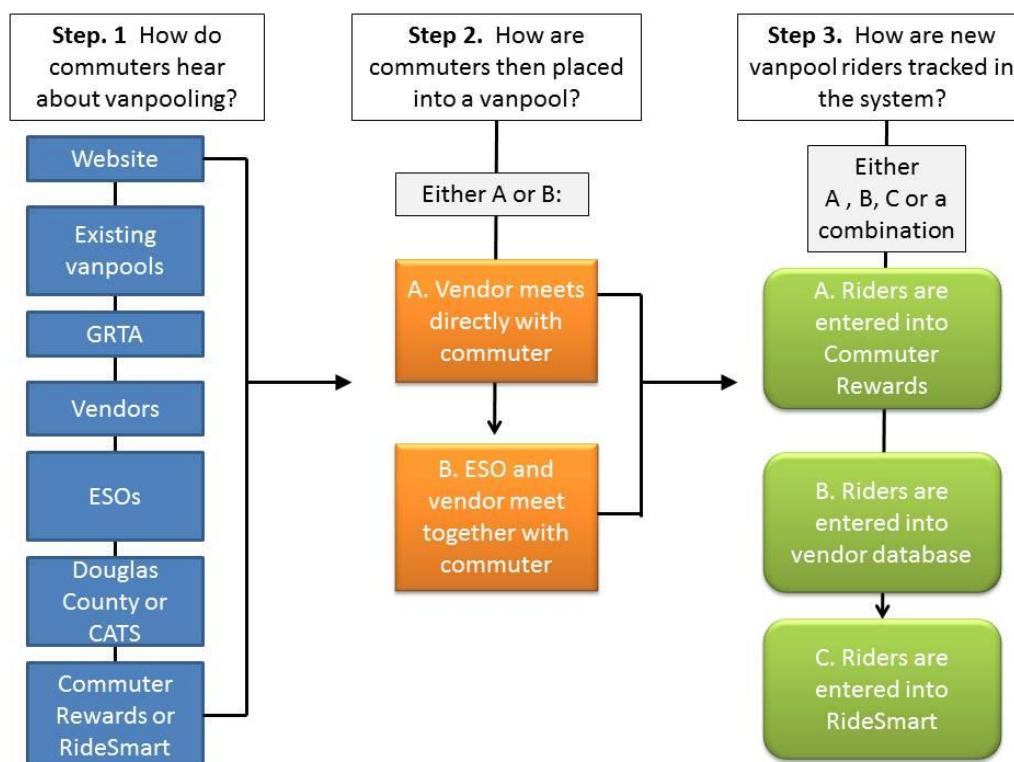 Step. 1 How do
commuters hear
about vanpooling?
Website
Existing
vanpools
GRTA
Vendors
ESOs
Douglas
County or
CATS
Commuter
Rewards or
RideSmart
Step 2. How are
commuters then placed
into a vanpool?
Either A or B:
A. Vendor meets
directly with
commuter
B. ESO and
vendor meet
together with
commuter
Step 3. How are new
vanpool riders tracked in
the system?
Either
A , B, C or a
combination
A. Riders are
entered into
Commuter
Rewards
B. Riders are
entered into
vendor database
C. Riders are
entered into
RideSmart